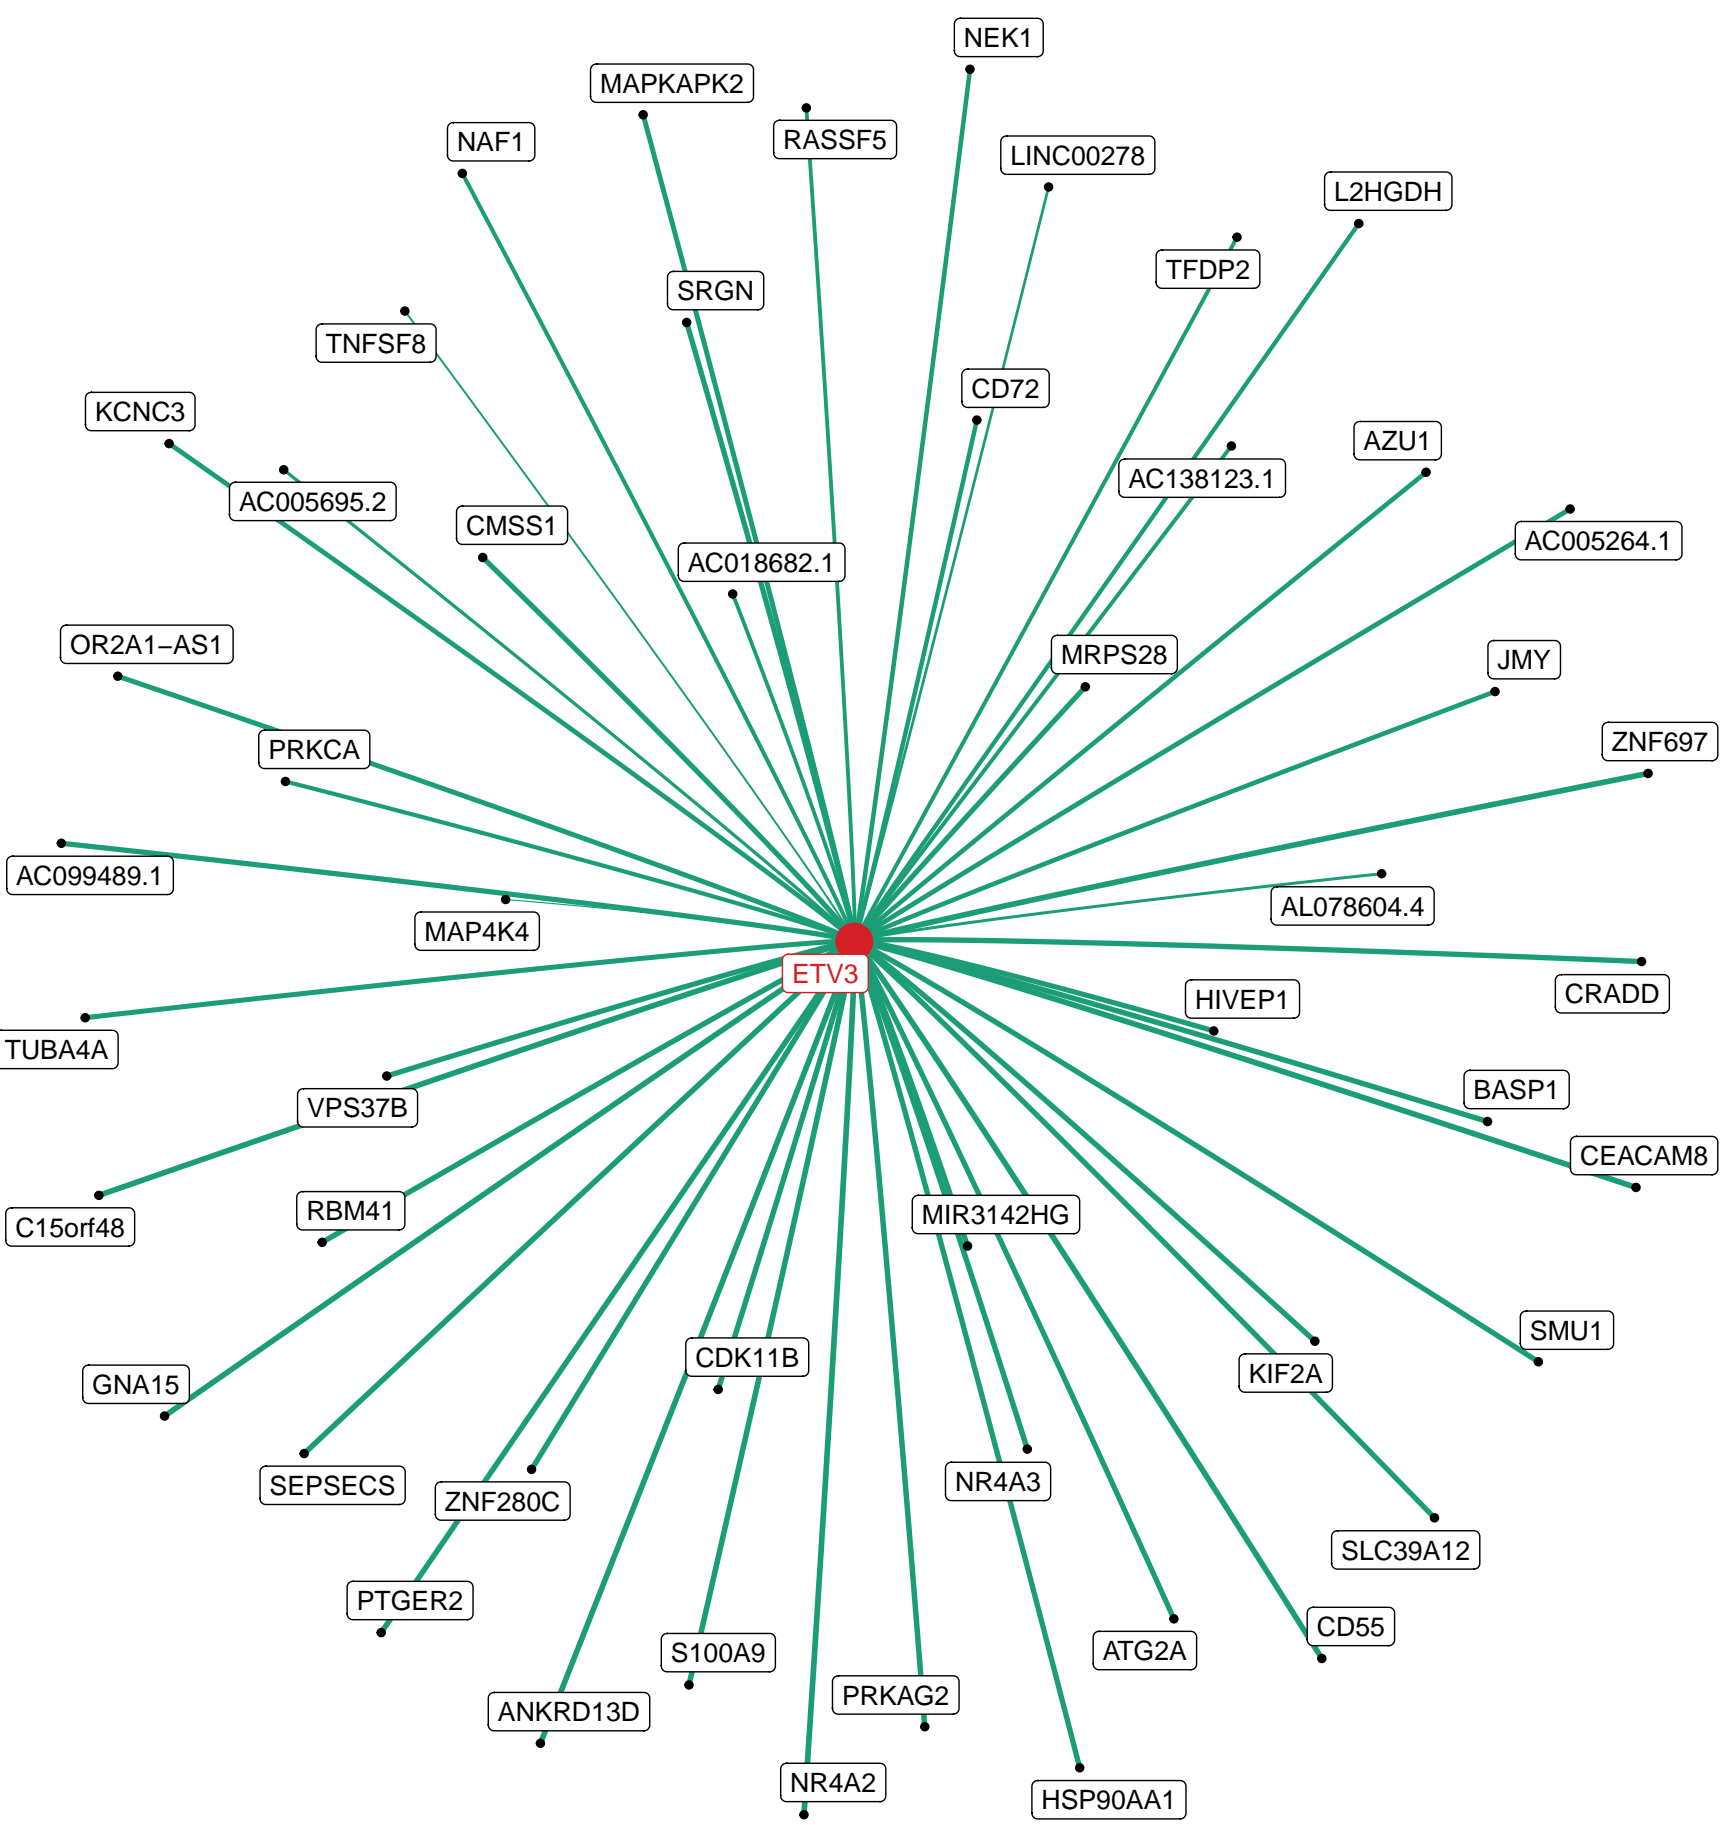 NEK1
MAPKAPK2
RASSF5
NAF1
LINC00278
L2HGDH
TFDP2
SRGN
TNFSF8
CD72
KCNC3
AZU1
AC138123.1
AC005695.2
CMSS1
AC005264.1
AC018682.1
OR2A1−AS1
MRPS28
JMY
ZNF697
PRKCA
AC099489.1
AL078604.4
MAP4K4
ETV3
CRADD
HIVEP1
TUBA4A
BASP1
VPS37B
CEACAM8
RBM41
MIR3142HG
C15orf48
SMU1
CDK11B
KIF2A
GNA15
NR4A3
SEPSECS
ZNF280C
SLC39A12
PTGER2
CD55
ATG2A
S100A9
PRKAG2
ANKRD13D
NR4A2
HSP90AA1